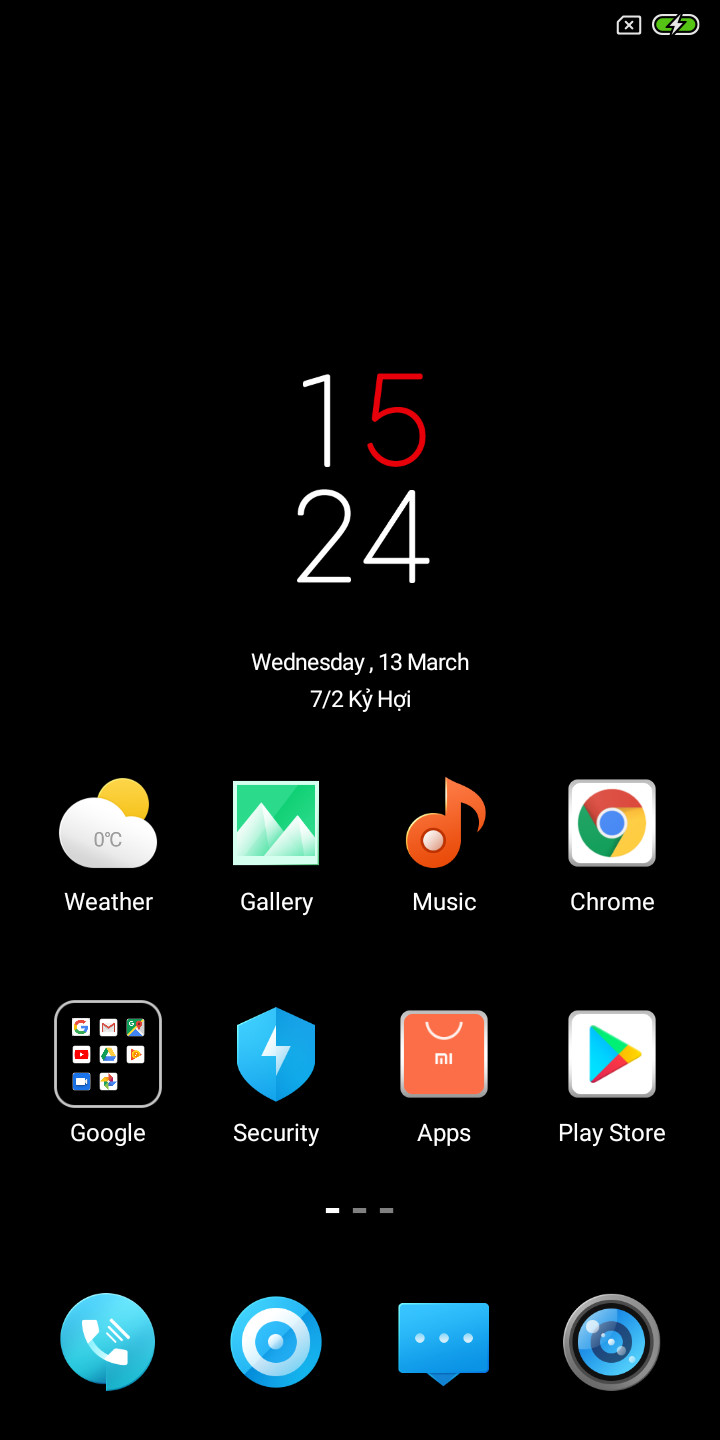 15
24
Wednesday , 13 March
7/2 Kỷ Hợi
0°C
Weather
Gallery
Music
Chrome
mi
Google
Security
Apps
Play Store